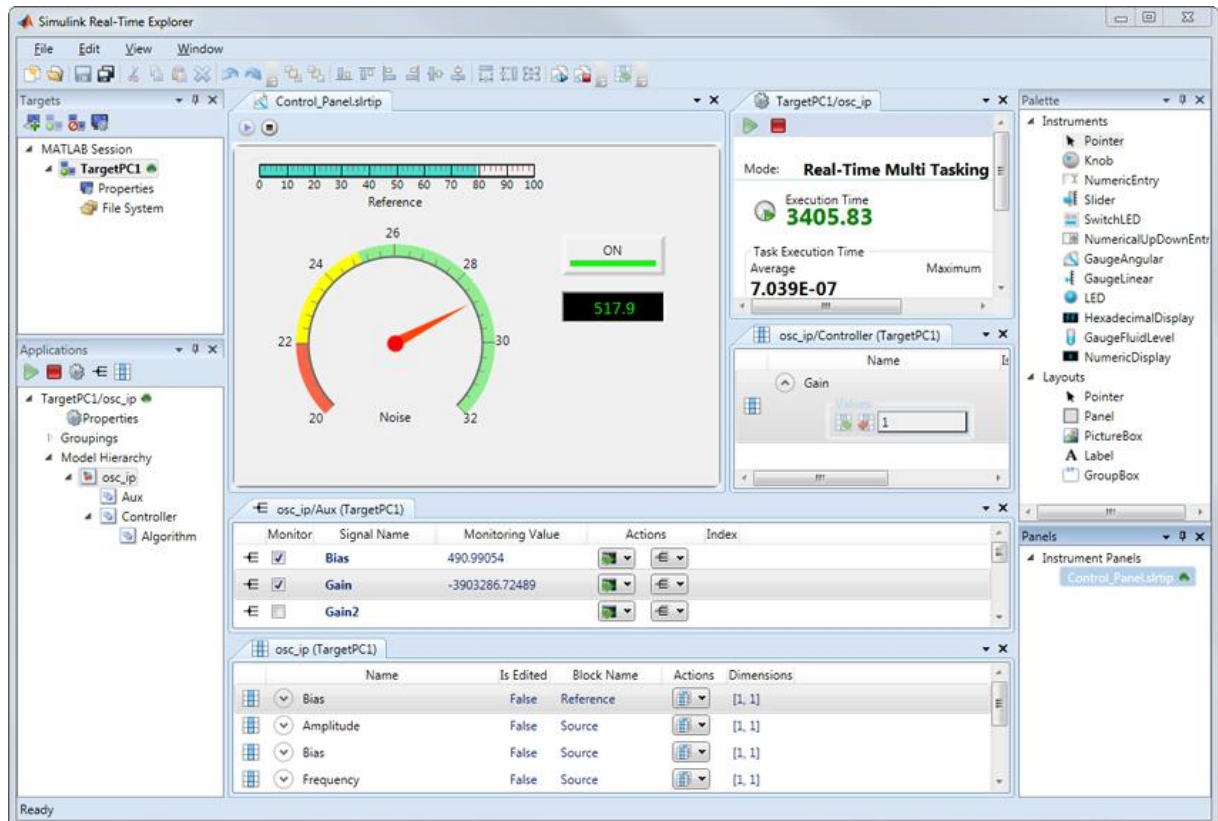 Simulink Real-Time Explorer
File Edit View Window
Targets
MATLAB Session
TargetPC1
Properties
File System
Applications
TargetPC1/osc_ip
Properties
Groupings
Model Hierarchy
osc_ip
Aux
Controller
Algorithm
Control_Panel.slrtip
0 10 20 30 40 50 60 70 80 90 100
Reference
20 22 24 26 28 30 32
Noise
ON
517.9
TargetPC1/osc_ip
Mode: Real-Time Multi Tasking
Execution Time
3405.83
Task Execution Time
Average Maximum
7.039E-07
osc_ip/Controller (TargetPC1)
Name
Gain
Values
1
osc_ip/Aux (TargetPC1)
Monitor Signal Name Monitoring Value Actions Index
Bias 490.99054
Gain -3903286.72489
Gain2
osc_ip (TargetPC1)
Name Is Edited Block Name Actions Dimensions
Bias False Reference [1, 1]
Amplitude False Source [1, 1]
Bias False Source [1, 1]
Frequency False Source [1, 1]
Palette
Instruments
Pointer
Knob
NumericEntry
Slider
SwitchLED
NumericalUpDownEntr
GaugeAngular
GaugeLinear
LED
HexadecimalDisplay
GaugeFluidLevel
NumericDisplay
Layouts
Pointer
Panel
PictureBox
Label
GroupBox
Panels
Instrument Panels
Control_Panel.slrtip
Ready